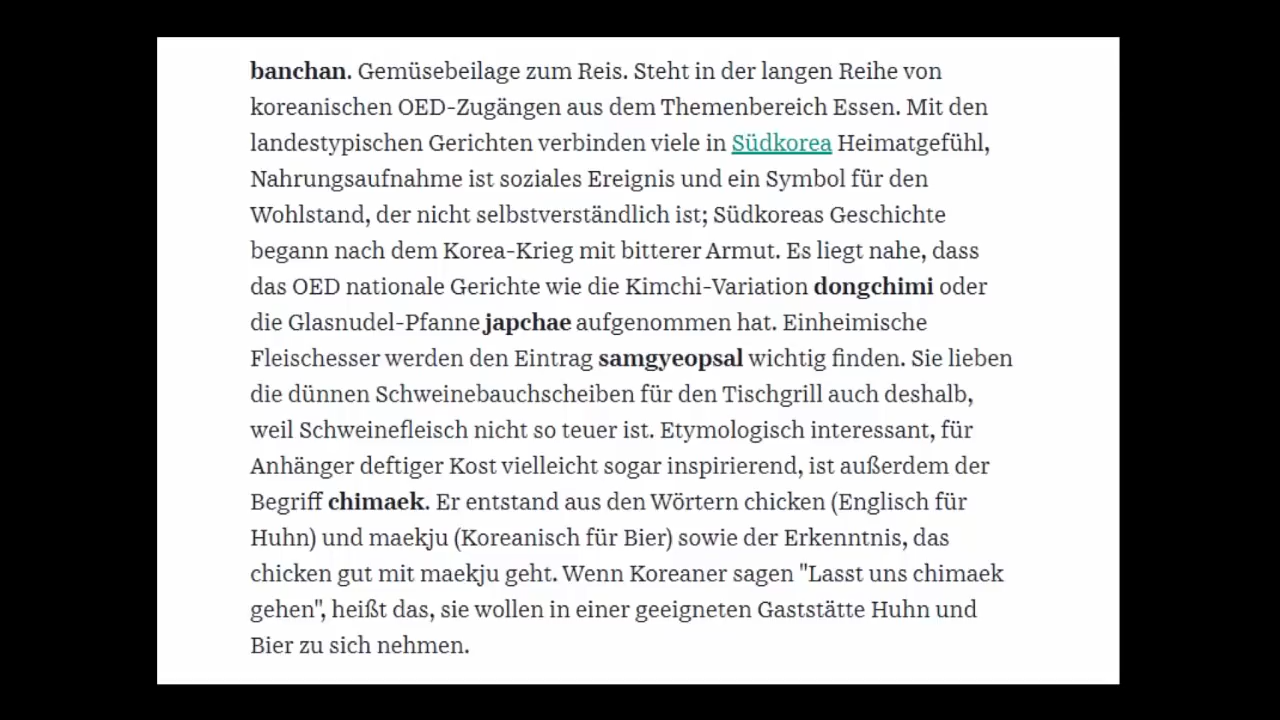 banchan. Gemüsebeilage zum Reis. Steht in der langen Reihe von
koreanischen OED-Zugängen aus dem Themenbereich Essen. Mit den
landestypischen Gerichten verbinden viele in Südkorea Heimatgefühl,
Nahrungsaufnahme ist soziales Ereignis und ein Symbol für den
Wohlstand, der nicht selbstverständlich ist; Südkoreas Geschichte
begann nach dem Korea-Krieg mit bitterer Armut. Es liegt nahe, dass
das OED nationale Gerichte wie die Kimchi-Variation dongchimi oder
die Glasnudel-Pfanne japchae aufgenommen hat. Einheimische
Fleischesser werden den Eintrag samgyeopsal wichtig finden. Sie lieben
die dünnen Schweinebauchscheiben für den Tischgrill auch deshalb,
weil Schweinefleisch nicht so teuer ist. Etymologisch interessant, für
Anhänger deftiger Kost vielleicht sogar inspirierend, ist außerdem der
Begriff chimaek. Er entstand aus den Wörtern chicken (Englisch für
Huhn) und maekju (Koreanisch für Bier) sowie der Erkenntnis, das
chicken gut mit maekju geht. Wenn Koreaner sagen "Lasst uns chimaek
gehen", heißt das, sie wollen in einer geeigneten Gaststätte Huhn und
Bier zu sich nehmen.